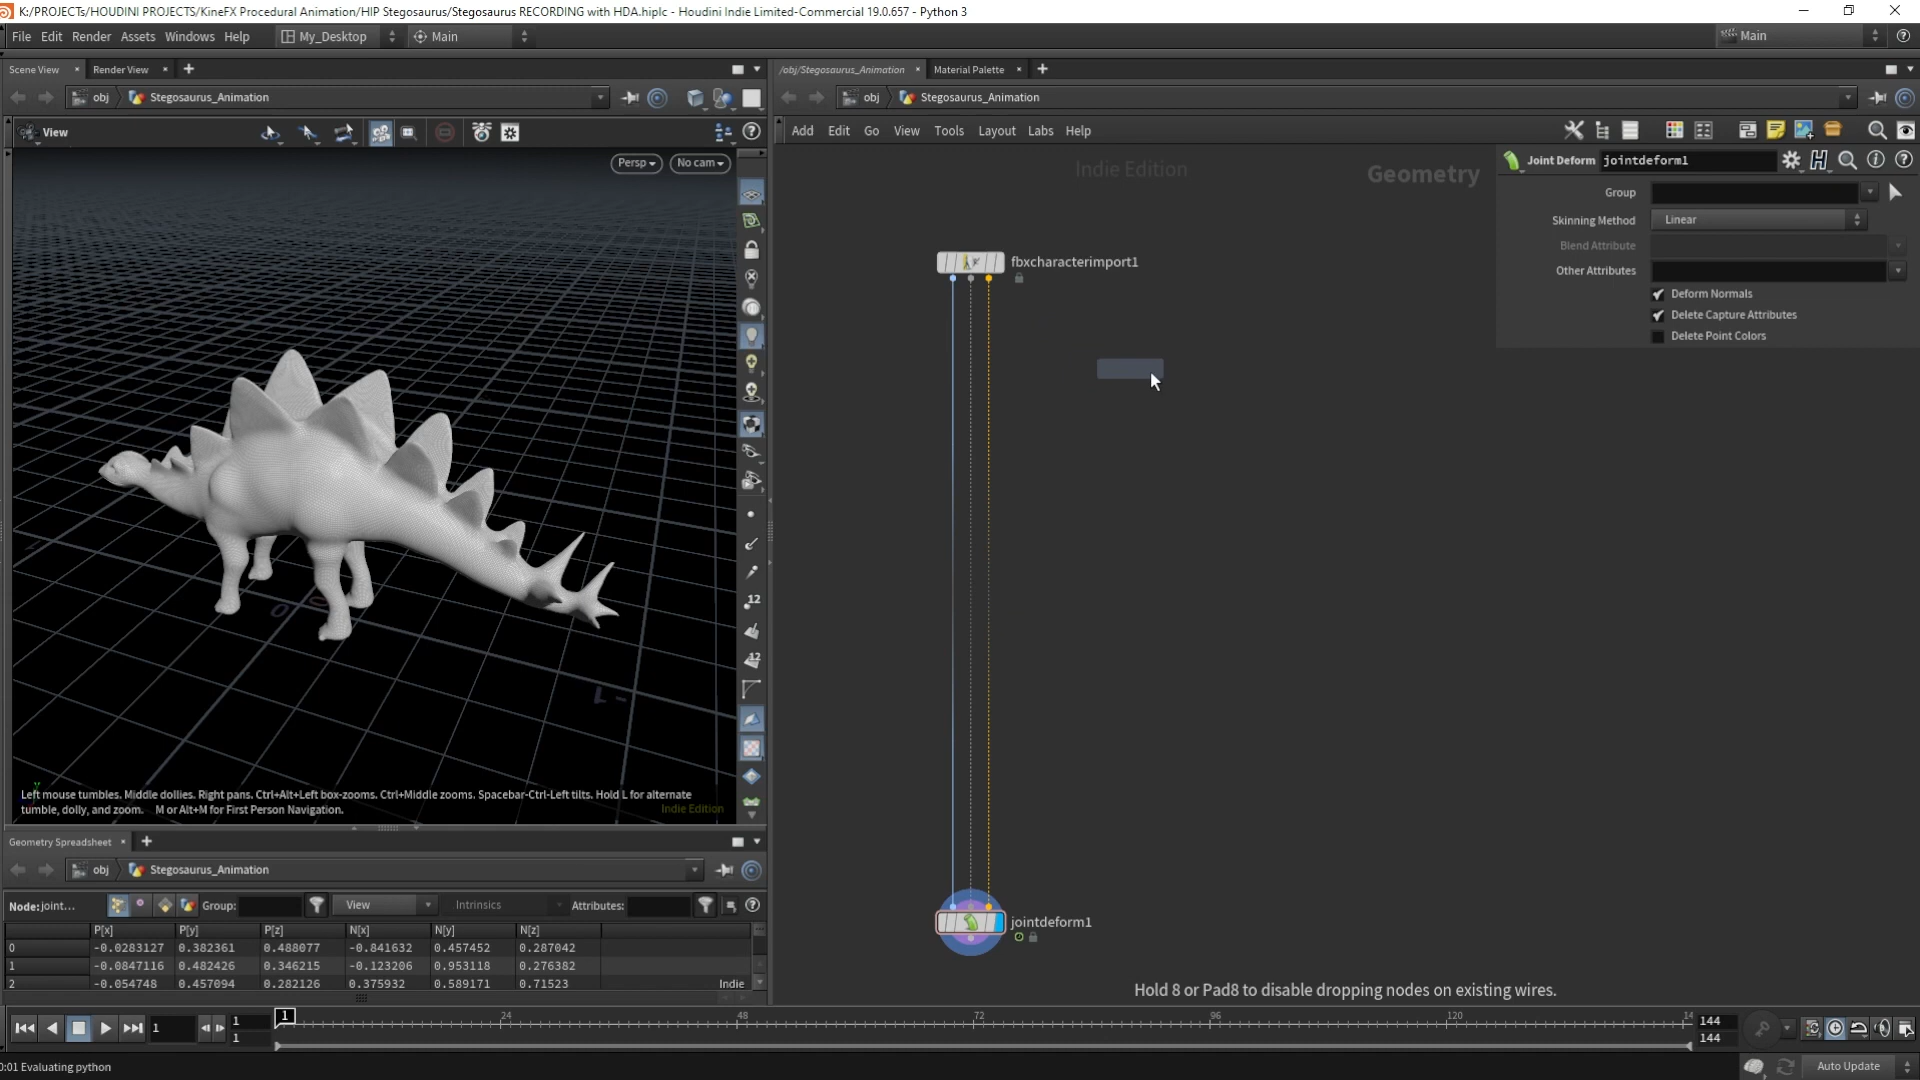 K:/PROJECTs/HOUDINI PROJECTS/KineFX Procedural Animation/HIP Stegosaurus/Stegosaurus RECORDING with HDA.hiplc - Houdini Indie Limited-Commercial 19.0.657 - Python 3
File Edit Render Assets Windows Help My_Desktop Main Main
Scene View Render View
obj Stegosaurus_Animation
View
Persp No cam
Left mouse tumbles. Middle dollies. Right pans. Ctrl+Alt+Left box-zooms. Ctrl+Middle zooms. Spacebar-Ctrl-Left tilts. Hold L for alternate
tumble, dolly, and zoom. M or Alt+M for First Person Navigation.
Indie Edition
12
12
0
-1
Geometry Spreadsheet
obj Stegosaurus_Animation
Node:joint... Group: View Intrinsics Attributes:
P[x] P[y] P[z] N[x] N[y] N[z]
0 -0.0283127 0.382361 0.488077 -0.841632 0.457452 0.287042
1 -0.0847116 0.482426 0.346215 -0.123206 0.953118 0.276382
2 -0.054748 0.457094 0.282126 0.375932 0.589171 0.71523 Indie
/obj/Stegosaurus_Animation Material Palette
obj Stegosaurus_Animation
Add Edit Go View Tools Layout Labs Help
Indie Edition
Geometry
fbxcharacterimport1
jointdeform1
Hold 8 or Pad8 to disable dropping nodes on existing wires.
Joint Deform jointdeform1
Group
Skinning Method Linear
Blend Attribute
Other Attributes
Deform Normals
Delete Capture Attributes
Delete Point Colors
1 1 1 1 24 48 72 96 120 14 144 144
0:01 Evaluating python
Auto Update